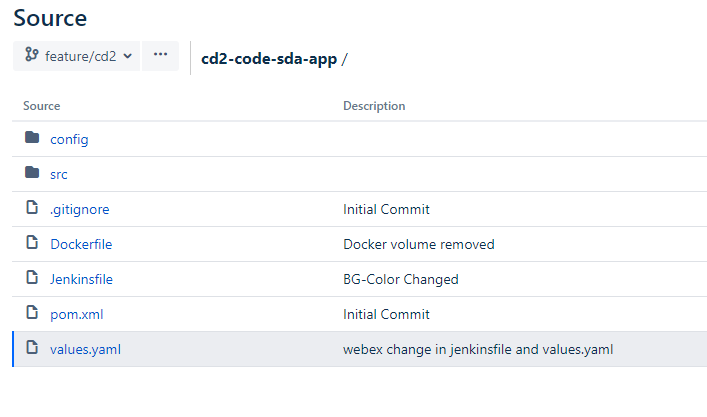 Source
feature/cd2 ... cd2-code-sda-app /
Source Description
config
src
.gitignore Initial Commit
Dockerfile Docker volume removed
Jenkinsfile BG-Color Changed
pom.xml Initial Commit
values.yaml webex change in jenkinsfile and values.yaml